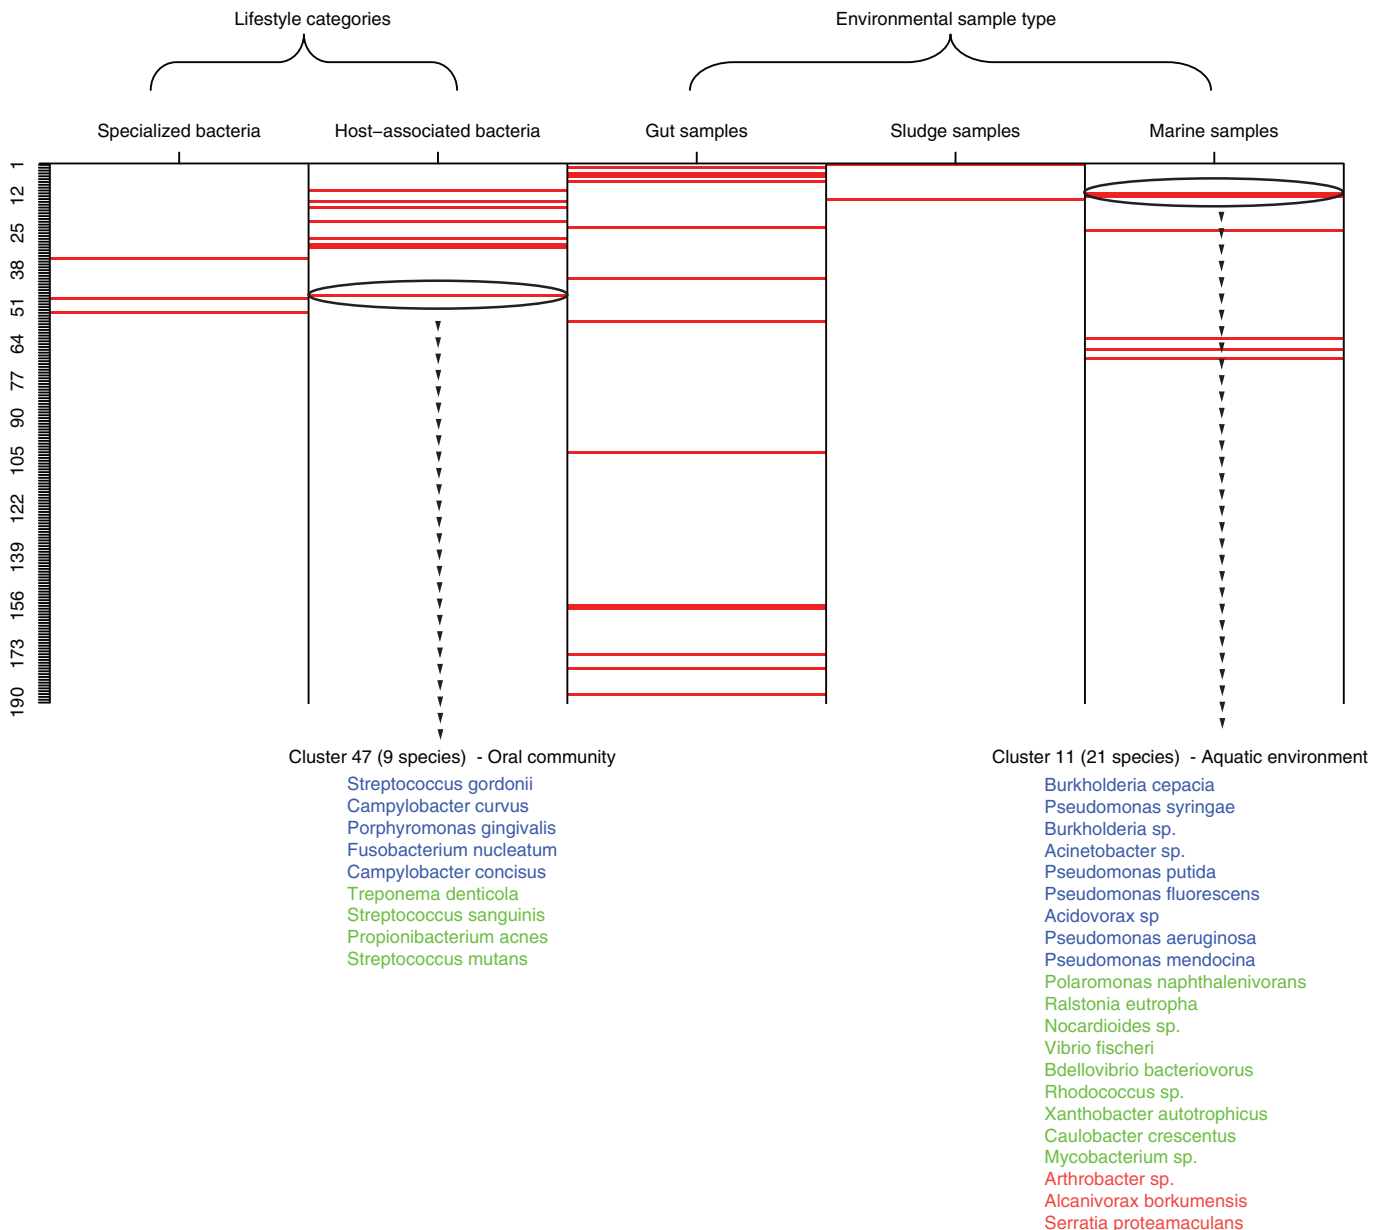 Lifestyle categories
Environmental sample type
Specialized bacteria
Host–associated bacteria
Gut samples
Sludge samples
Marine samples
1
12
25
38
51
64
77
90
105
122
139
156
173
190
Cluster 47 (9 species) - Oral community
Streptococcus gordonii
Campylobacter curvus
Porphyromonas gingivalis
Fusobacterium nucleatum
Campylobacter concisus
Treponema denticola
Streptococcus sanguinis
Propionibacterium acnes
Streptococcus mutans
Cluster 11 (21 species) - Aquatic environment
Burkholderia cepacia
Pseudomonas syringae
Burkholderia sp.
Acinetobacter sp.
Pseudomonas putida
Pseudomonas fluorescens
Acidovorax sp
Pseudomonas aeruginosa
Pseudomonas mendocina
Polaromonas naphthalenivorans
Ralstonia eutropha
Nocardioides sp.
Vibrio fischeri
Bdellovibrio bacteriovorus
Rhodococcus sp.
Xanthobacter autotrophicus
Caulobacter crescentus
Mycobacterium sp.
Arthrobacter sp.
Alcanivorax borkumensis
Serratia proteamaculans